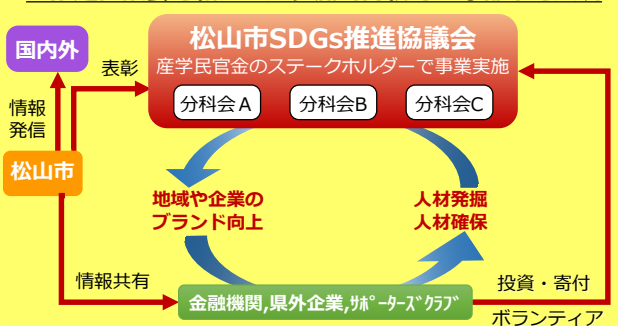 松山市SDGs推進協議会
産学民官金のステークホルダーで事業実施
分科会A
分科会B
分科会C
国内外
表彰
情報
発信
松山市
地域や企業の
ブランド向上
人材発掘
人材確保
情報共有
金融機関,県外企業,ｻﾎﾟｰﾀｰｽﾞｸﾗﾌﾞ
投資・寄付
ボランティア